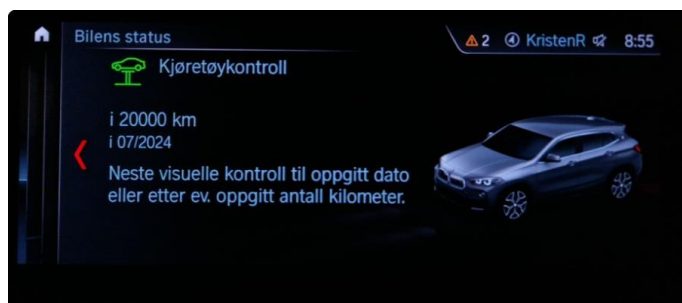 Bilens status
2 KristenR 8:55
Kjøretøykontroll
i 20000 km
i 07/2024
Neste visuelle kontroll til oppgitt dato
eller etter ev. oppgitt antall kilometer.